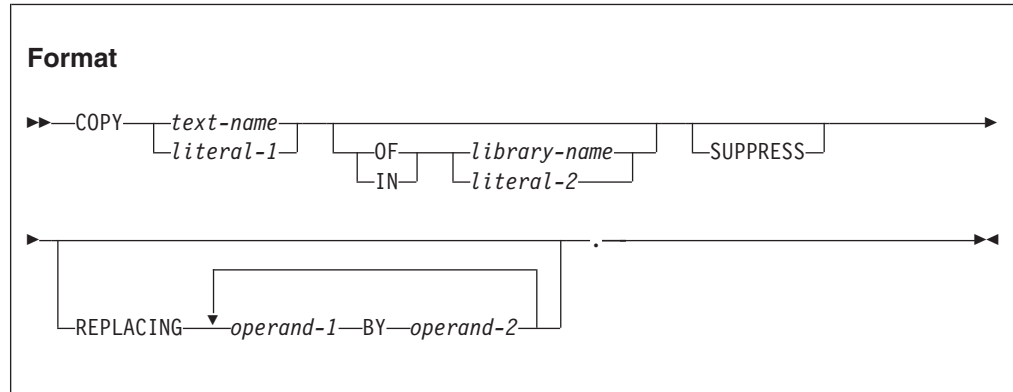 Format
COPY text-name
literal-1
OF library-name
IN literal-2
SUPPRESS
.
REPLACING operand-1 BY operand-2